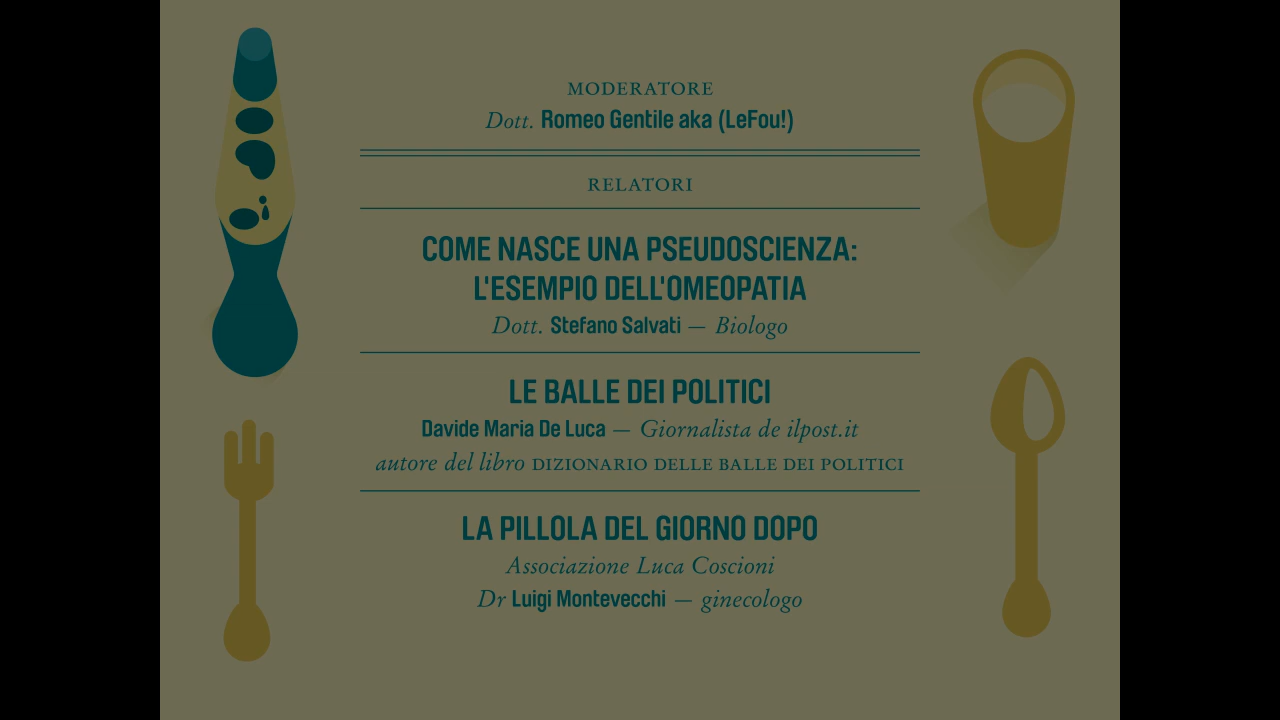 MODERATORE
Dott. Romeo Gentile aka (LeFou!)
RELATORI
COME NASCE UNA PSEUDOSCIENZA:
L'ESEMPIO DELL'OMEOPATIA
Dott. Stefano Salvati — Biologo
LE BALLE DEI POLITICI
Davide Maria De Luca — Giornalista de ilpost.it
autore del libro DIZIONARIO DELLE BALLE DEI POLITICI
LA PILLOLA DEL GIORNO DOPO
Associazione Luca Coscioni
Dr Luigi Montevecchi — ginecologo